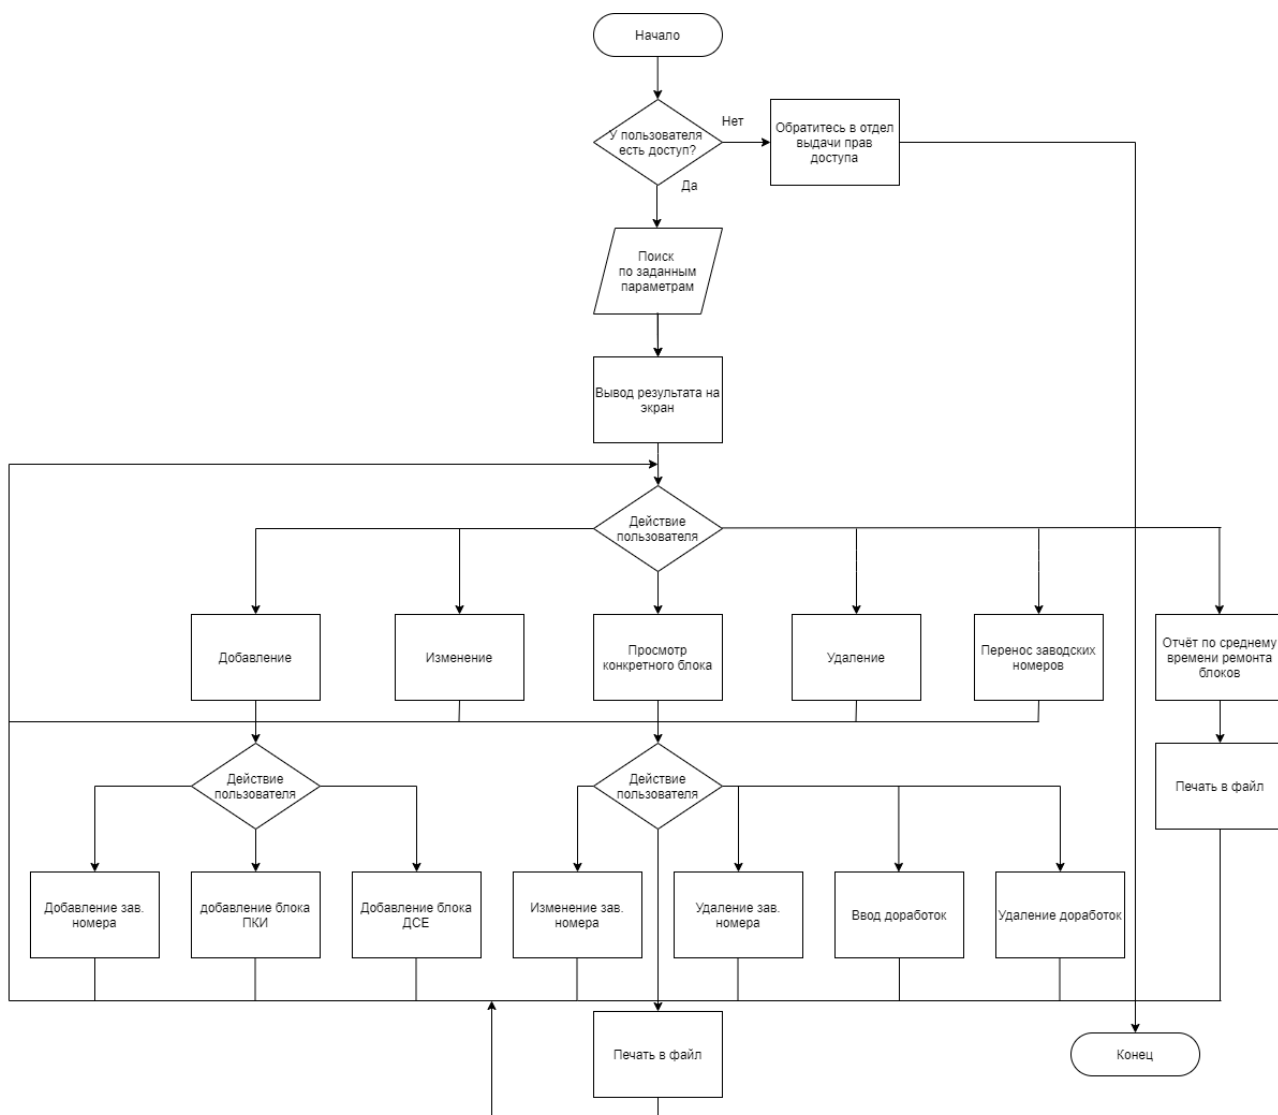 Начало
У пользователя
есть доступ?
Нет
Обратитесь в отдел
выдачи прав
доступа
Да
Поиск
по заданным
параметрам
Вывод результата на
экран
Действие
пользователя
Добавление
Изменение
Просмотр
конкретного блока
Удаление
Перенос заводских
номеров
Отчёт по среднему
времени ремонта
блоков
Действие
пользователя
Действие
пользователя
Печать в файл
Добавление зав.
номера
добавление блока
ПКИ
Добавление блока
ДСЕ
Изменение зав.
номера
Удаление зав.
номера
Ввод доработок
Удаление доработок
Печать в файл
Конец